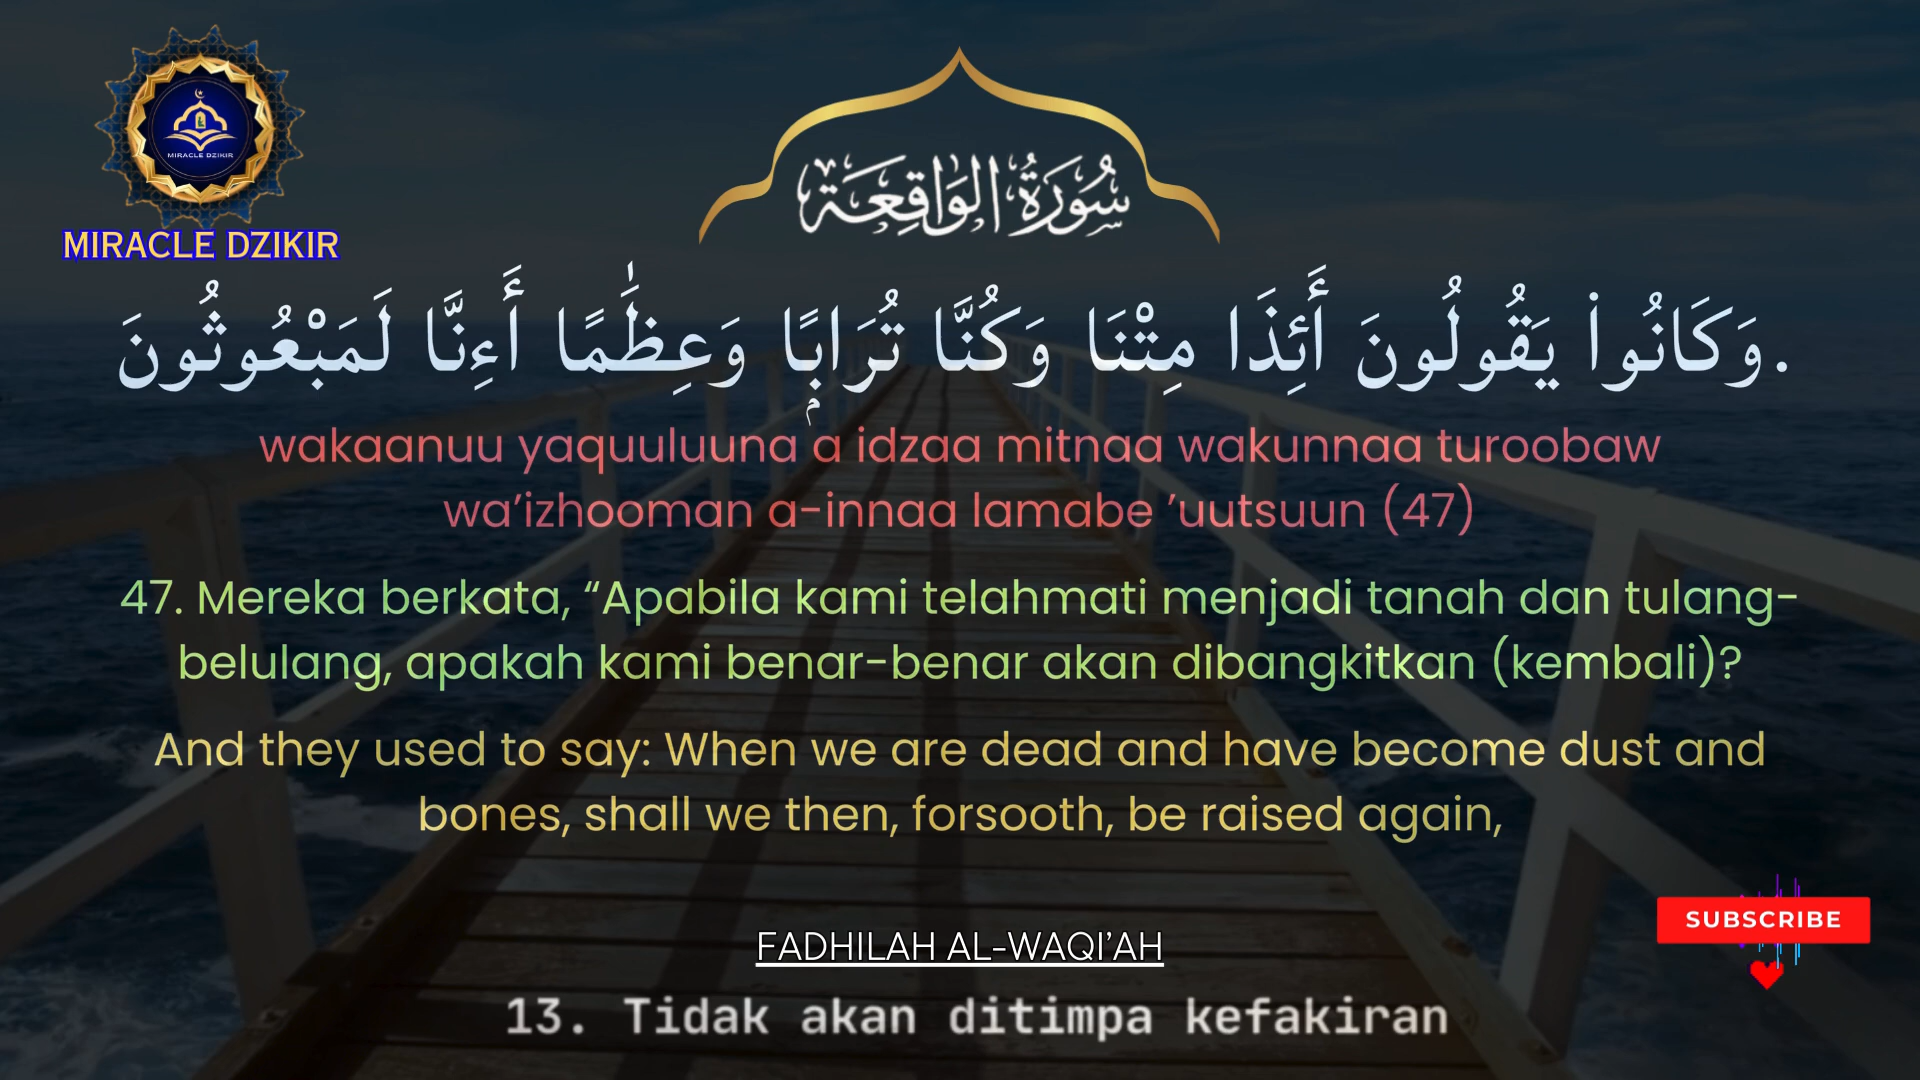 سُورَةُ الوَاقِعَة
MIRACLE DZIKIR
MIRACLE DZIKIR
وَكَانُوا۟ يَقُولُونَ أَئِذَا مِتْنَا وَكُنَّا تُرَابًۭا وَعِظَٰمًا أَءِنَّا لَمَبْعُوثُونَ.
wakaanuu yaquuluuna a idzaa mitnaa wakunnaa turoobaw
wa’izhooman a-innaa lamabe ’uutsuun (47)
47. Mereka berkata, “Apabila kami telahmati menjadi tanah dan tulang-
belulang, apakah kami benar-benar akan dibangkitkan (kembali)?
And they used to say: When we are dead and have become dust and
bones, shall we then, forsooth, be raised again,
SUBSCRIBE
FADHILAH AL-WAQI’AH
13. Tidak akan ditimpa kefakiran